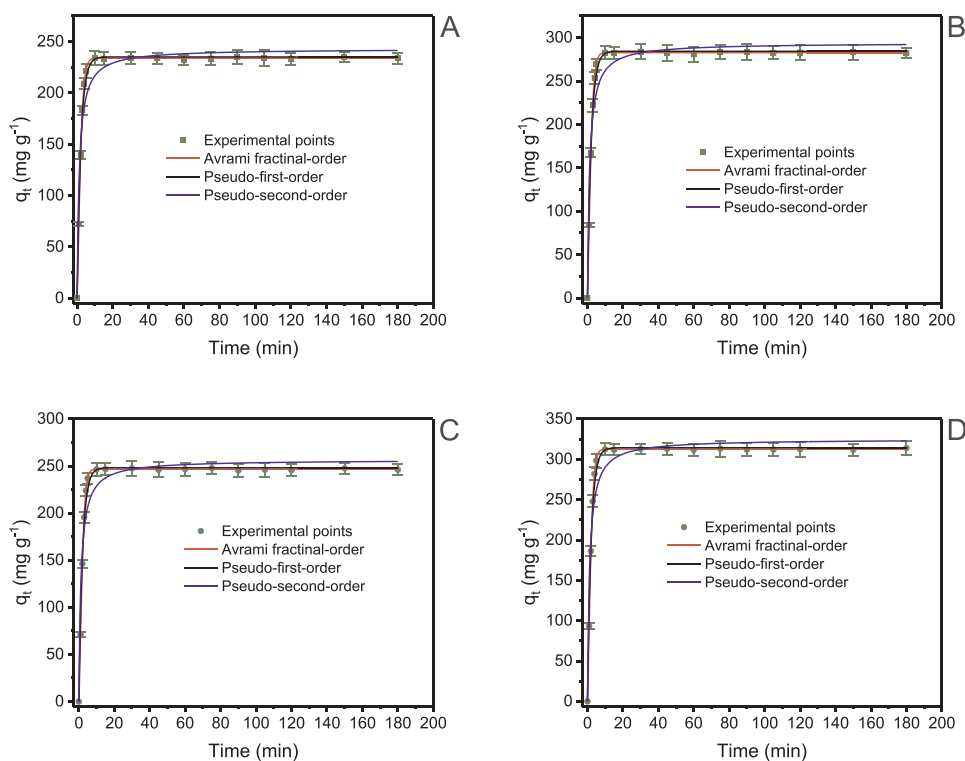 A
250
200
150
100
50
0
qt (mg g-1)
Experimental points
Avrami fractinal-order
Pseudo-first-order
Pseudo-second-order
0 20 40 60 80 100 120 140 160 180 200
Time (min)
B
300
250
200
150
100
50
0
qt (mg g-1)
Experimental points
Avrami fractinal-order
Pseudo-first-order
Pseudo-second-order
0 20 40 60 80 100 120 140 160 180 200
Time (min)
C
300
250
200
150
100
50
0
qt (mg g-1)
Experimental points
Avrami fractinal-order
Pseudo-first-order
Pseudo-second-order
0 20 40 60 80 100 120 140 160 180 200
Time (min)
D
350
300
250
200
150
100
50
0
qt (mg g-1)
Experimental points
Avrami fractinal-order
Pseudo-first-order
Pseudo-second-order
0 20 40 60 80 100 120 140 160 180 200
Time (min)